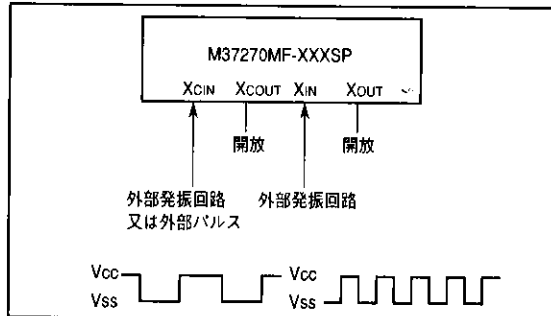 M37270MF-XXXSP
XCIN XCOUT XIN XOUT
開放 開放
外部発振回路 外部発振回路
又は外部パルス
Vcc Vcc
Vss Vss